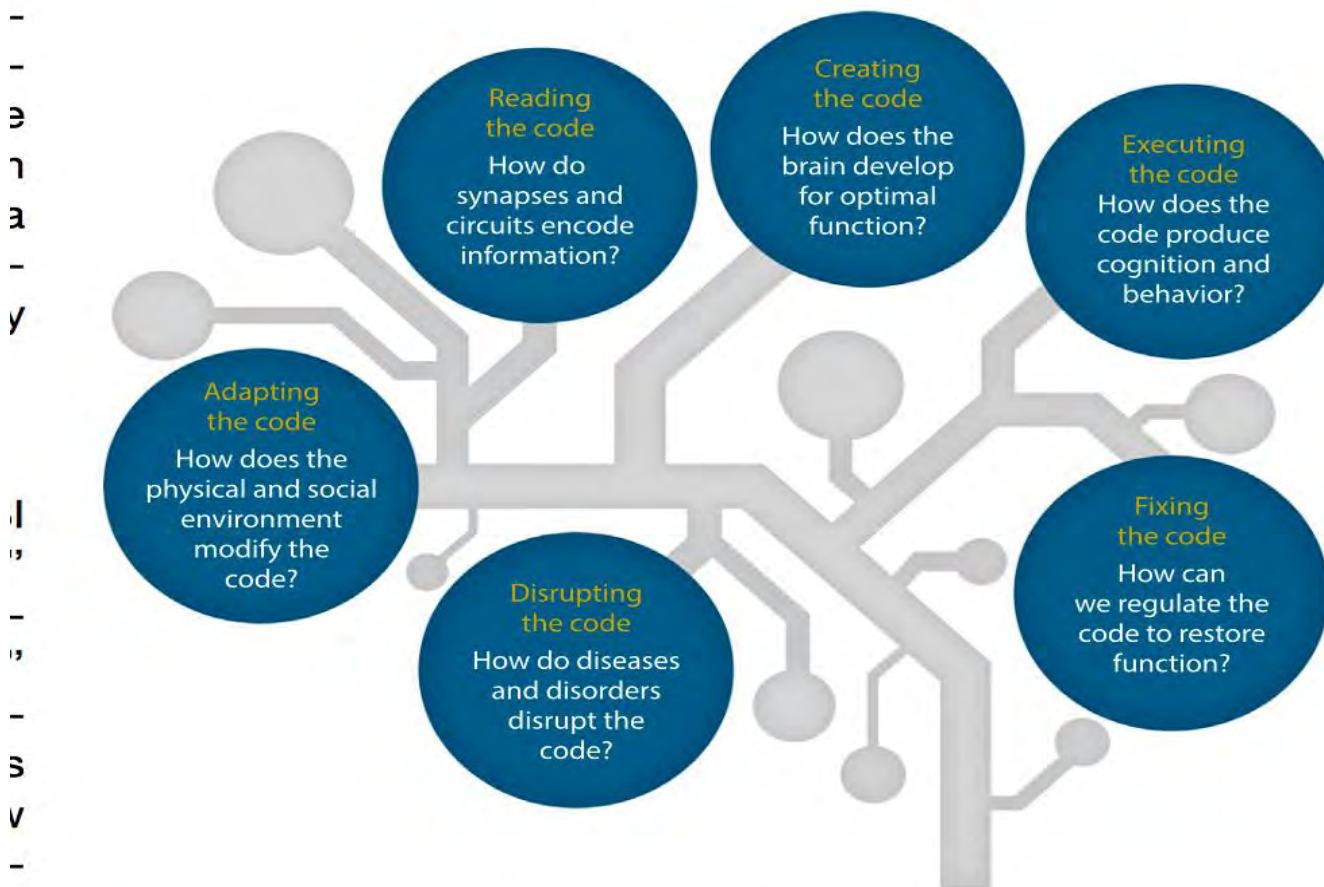 Reading
the code
How do
synapses and
circuits encode
information?
Creating
the code
How does the
brain develop
for optimal
function?
Executing
the code
How does the
code produce
cognition and
behavior?
Adapting
the code
How does the
physical and social
environment
modify the
code?
Disrupting
the code
How do diseases
and disorders
disrupt the
code?
Fixing
the code
How can
we regulate the
code to restore
function?